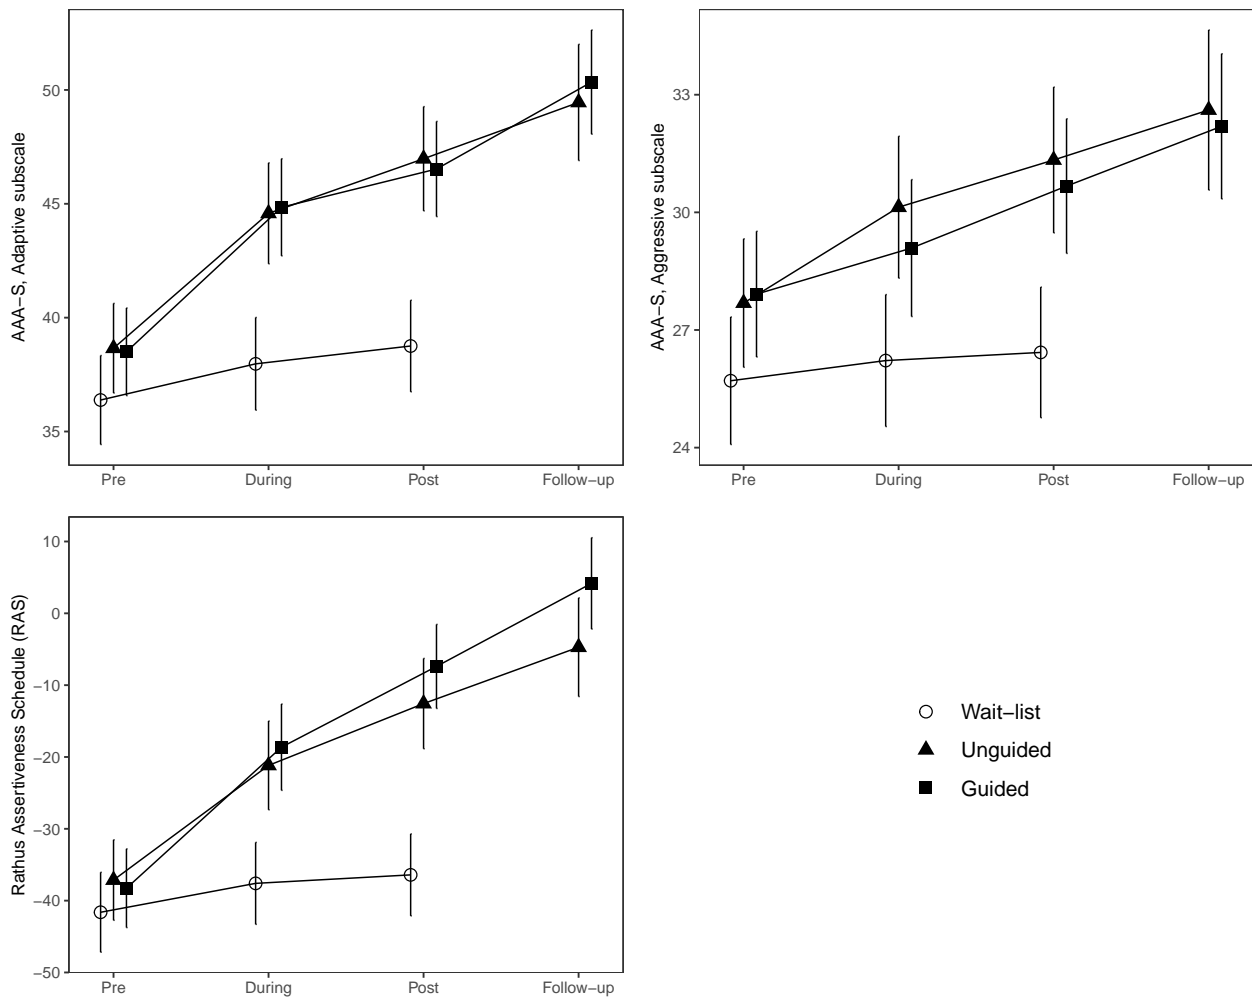 AAA−S, Adaptive subscale
50
45
40
35
Pre During Post Follow−up
AAA−S, Aggressive subscale
33
30
27
24
Pre During Post Follow−up
Rathus Assertiveness Schedule (RAS)
10
0
−10
−20
−30
−40
−50
Pre During Post Follow−up
Wait−list
Unguided
Guided